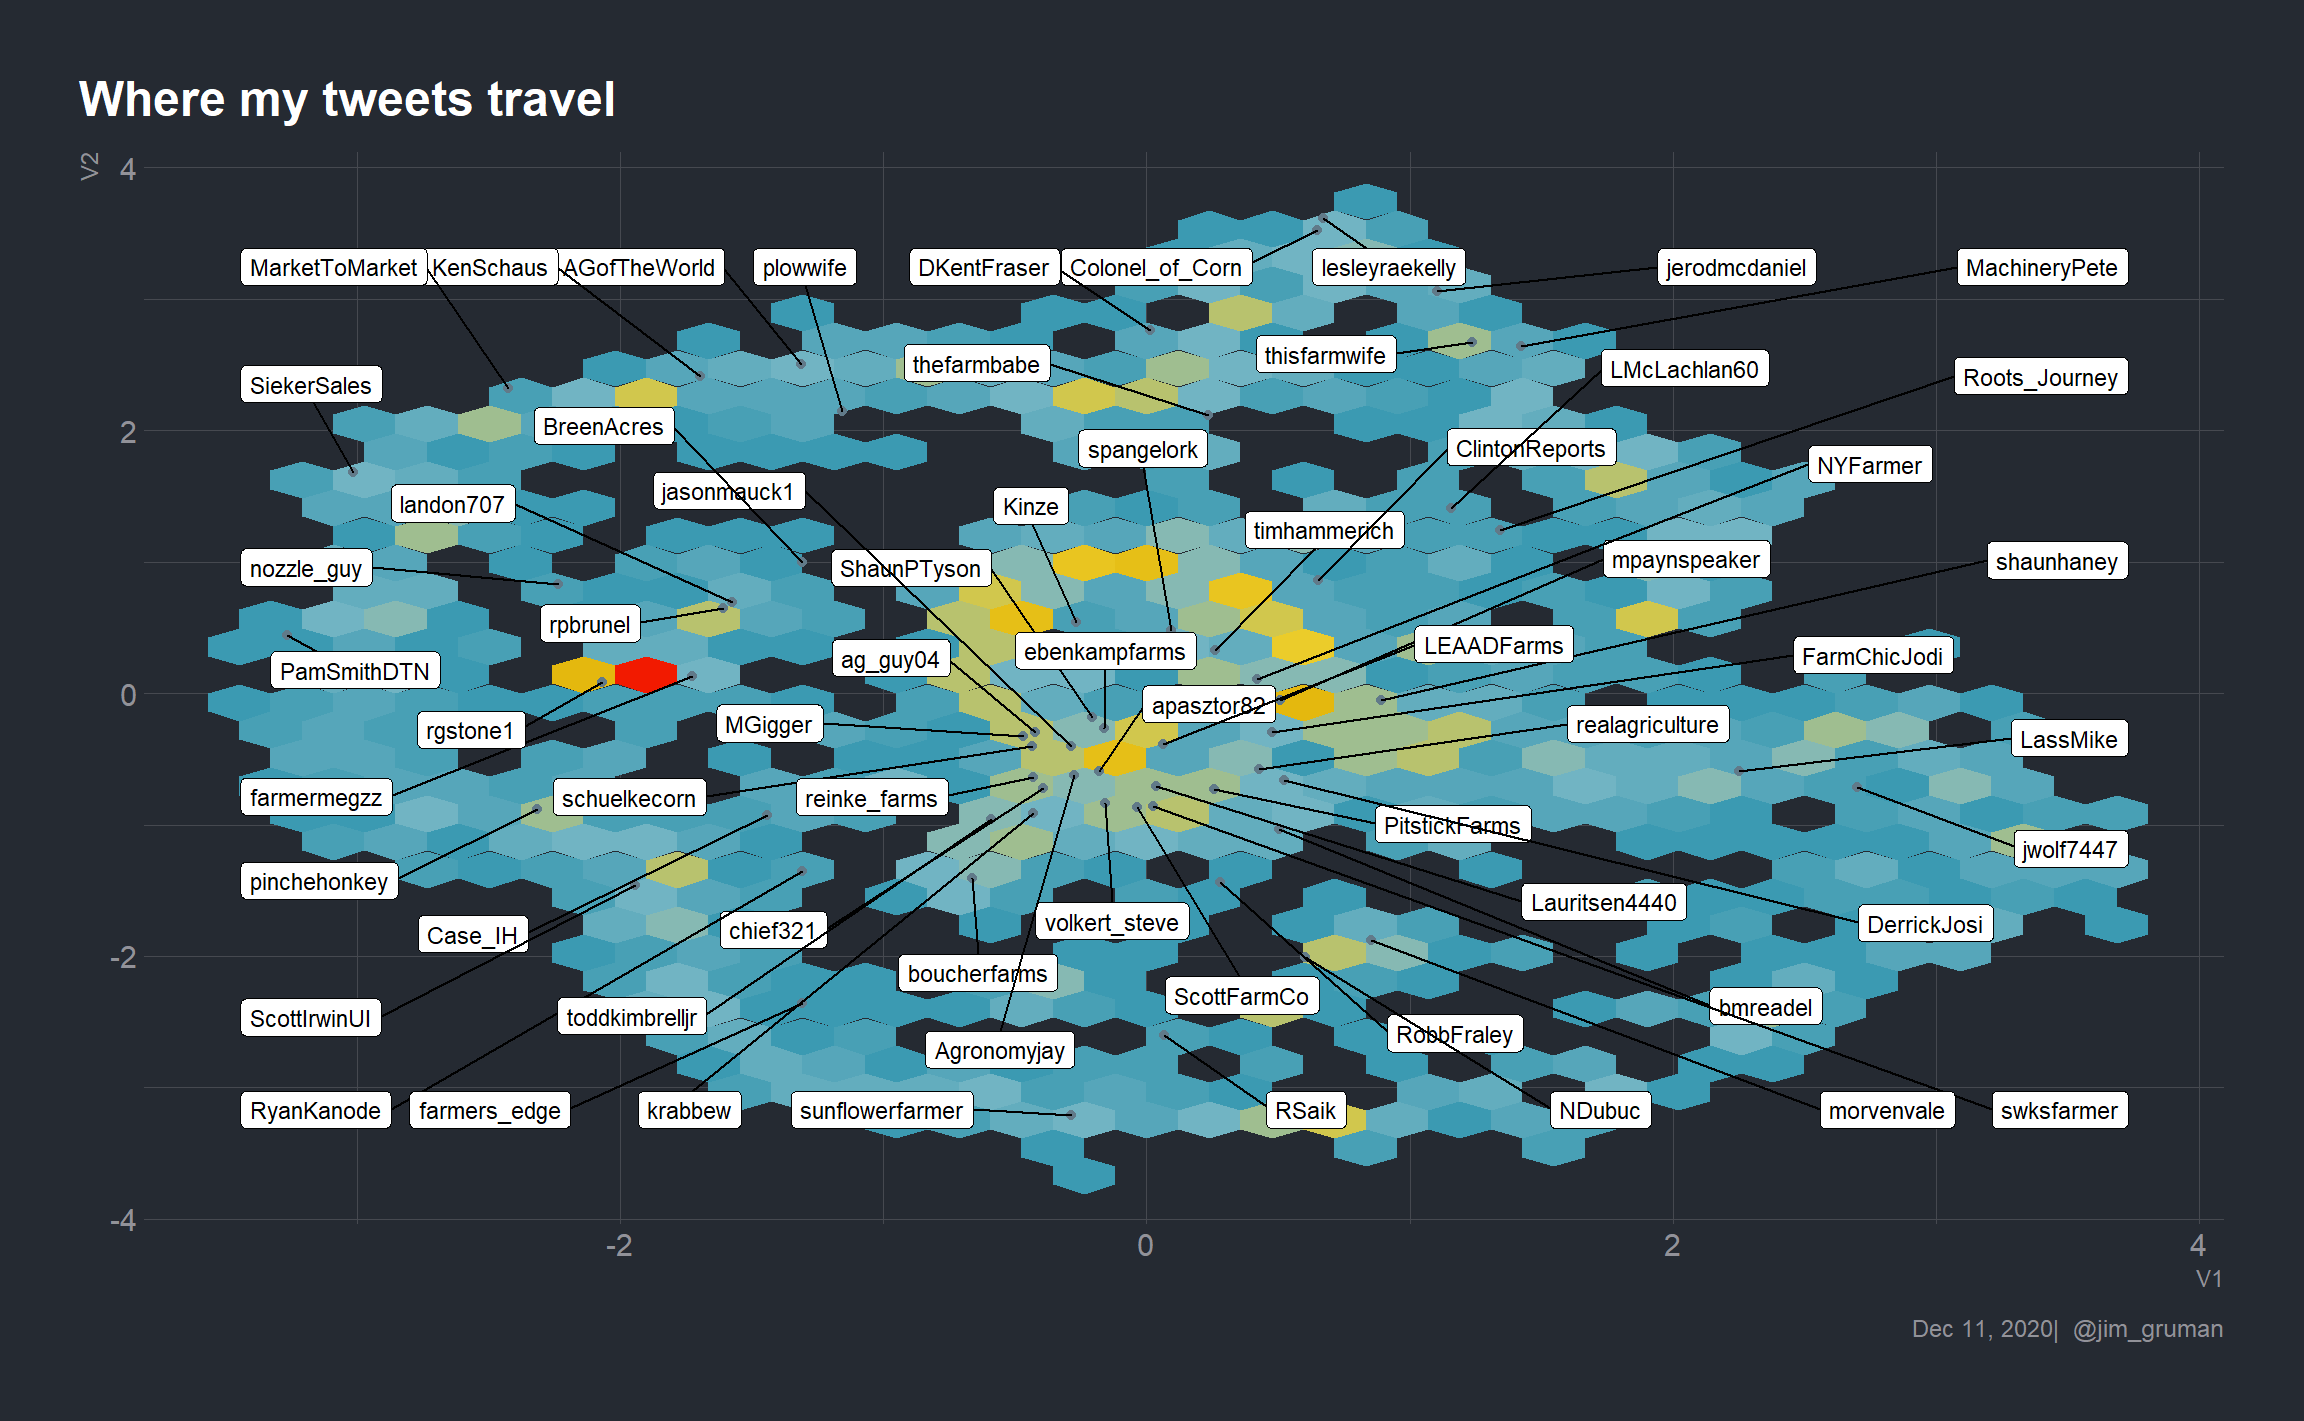 Where my tweets travel
V2
4
MarketToMarket
KenSchaus
AGofTheWorld
plowwife
DKentFraser
Colonel_of_Corn
lesleyraekelly
jerodmcdaniel
MachineryPete
thisfarmwife
thefarmbabe
LMcLachlan60
Roots_Journey
SiekerSales
2
BreenAcres
spangelork
ClintonReports
NYFarmer
jasonmauck1
landon707
Kinze
timhammerich
mpaynspeaker
shaunhaney
nozzle_guy
ShaunPTyson
rpbrunel
LEAADFarms
ebenkampfarms
ag_guy04
FarmChicJodi
PamSmithDTN
0
apasztor82
MGigger
realagriculture
rgstone1
LassMike
farmermegzz
schuelkecorn
reinke_farms
PitstickFarms
jwolf7447
pinchehonkey
Lauritsen4440
volkert_steve
DerrickJosi
chief321
Case_IH
-2
boucherfarms
ScottFarmCo
bmreadel
ScottIrwinUI
toddkimbrelljr
RobbFraley
Agronomyjay
RyanKanode
farmers_edge
krabbew
sunflowerfarmer
RSaik
NDubuc
morvenvale
swksfarmer
-4
-2
0
2
4
V1
Dec 11, 2020| @jim_gruman